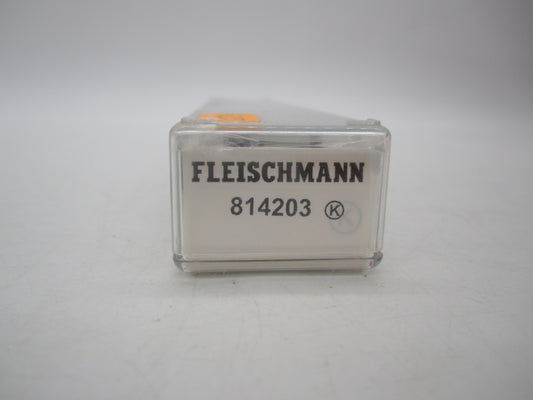 FLEISCHMANN
814203 Ⓚ